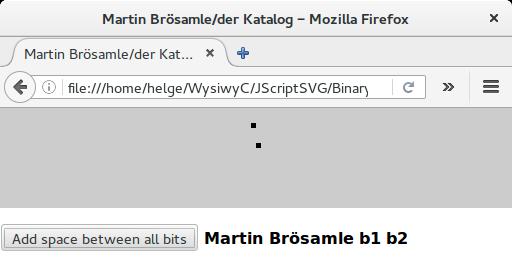 Martin Brösamle/der Katalog – Mozilla Firefox
Martin Brösamle/der Kat...
file:///home/helge/WysiwyC/JScriptSVG/Binary
Add space between all bits Martin Brösamle b1 b2